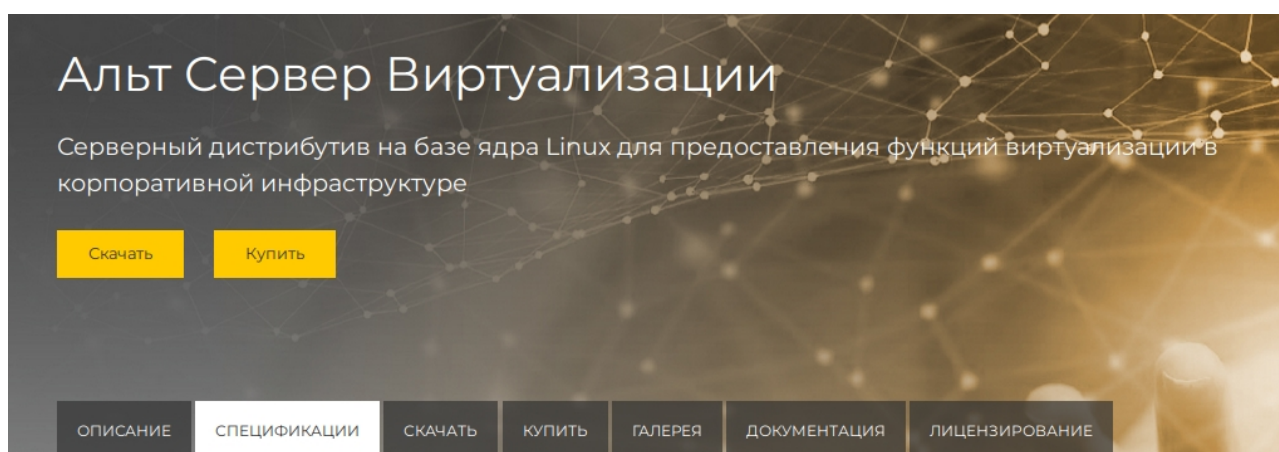 Альт Сервер Виртуализации
Серверный дистрибутив на базе ядра Linux для предоставления функций виртуализации в
корпоративной инфраструктуре
Скачать Купить
ОПИСАНИЕ СПЕЦИФИКАЦИИ СКАЧАТЬ КУПИТЬ ГАЛЕРЕЯ ДОКУМЕНТАЦИЯ ЛИЦЕНЗИРОВАНИЕ